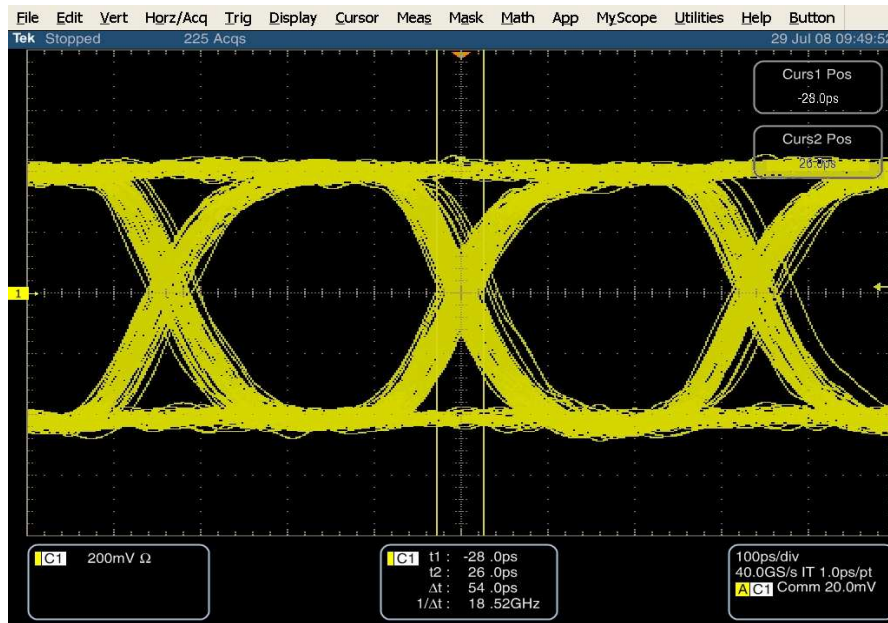 File Edit Vert Horz/Acq Trig Display Cursor Meas Mask Math App MyScope Utilities Help Button
Tek Stopped 225 Acqs 29 Jul 08 09:49:52
Curs1 Pos
-28.0ps
Curs2 Pos
26.0ps
1
C1 200mV Ω
C1 t1 : -28 .0ps
t2 : 26 .0ps
Δt : 54 .0ps
1/Δt : 18 .52GHz
100ps/div
40.0GS/s IT 1.0ps/pt
A C1 Comm 20.0mV